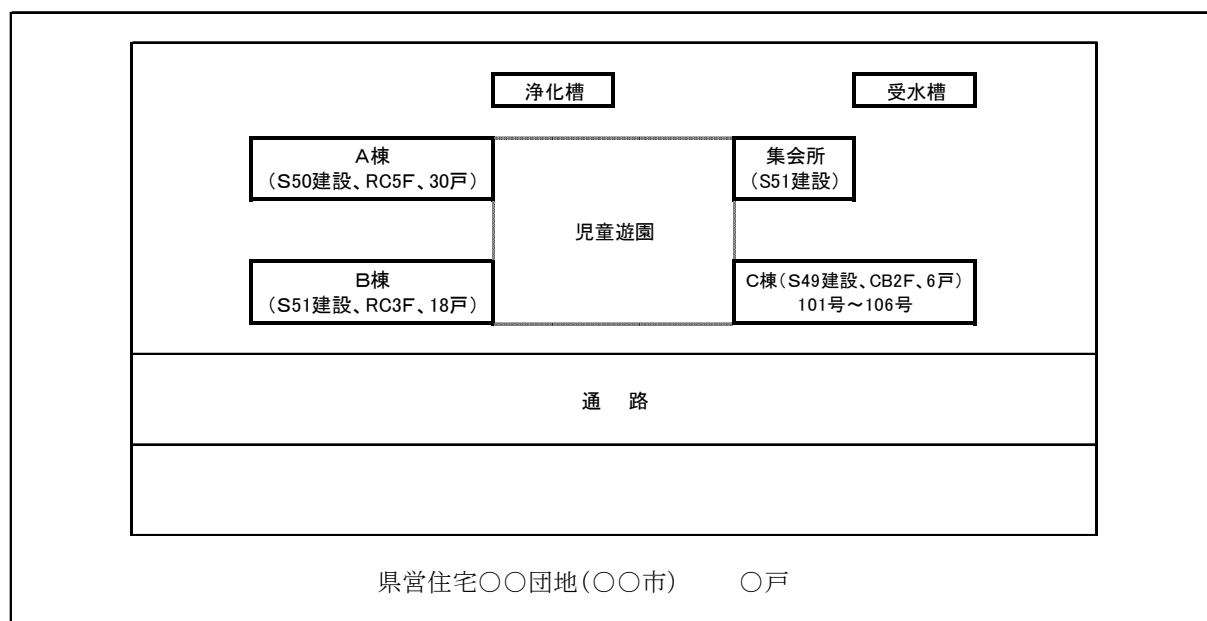 浄化槽
受水槽
A棟
(S50建設、RC5F、30戸)
集会所
(S51建設)
児童遊園
B棟
(S51建設、RC3F、18戸)
C棟(S49建設、CB2F、6戸)
101号～106号
通　路
県営住宅○○団地(○○市)　　○戸